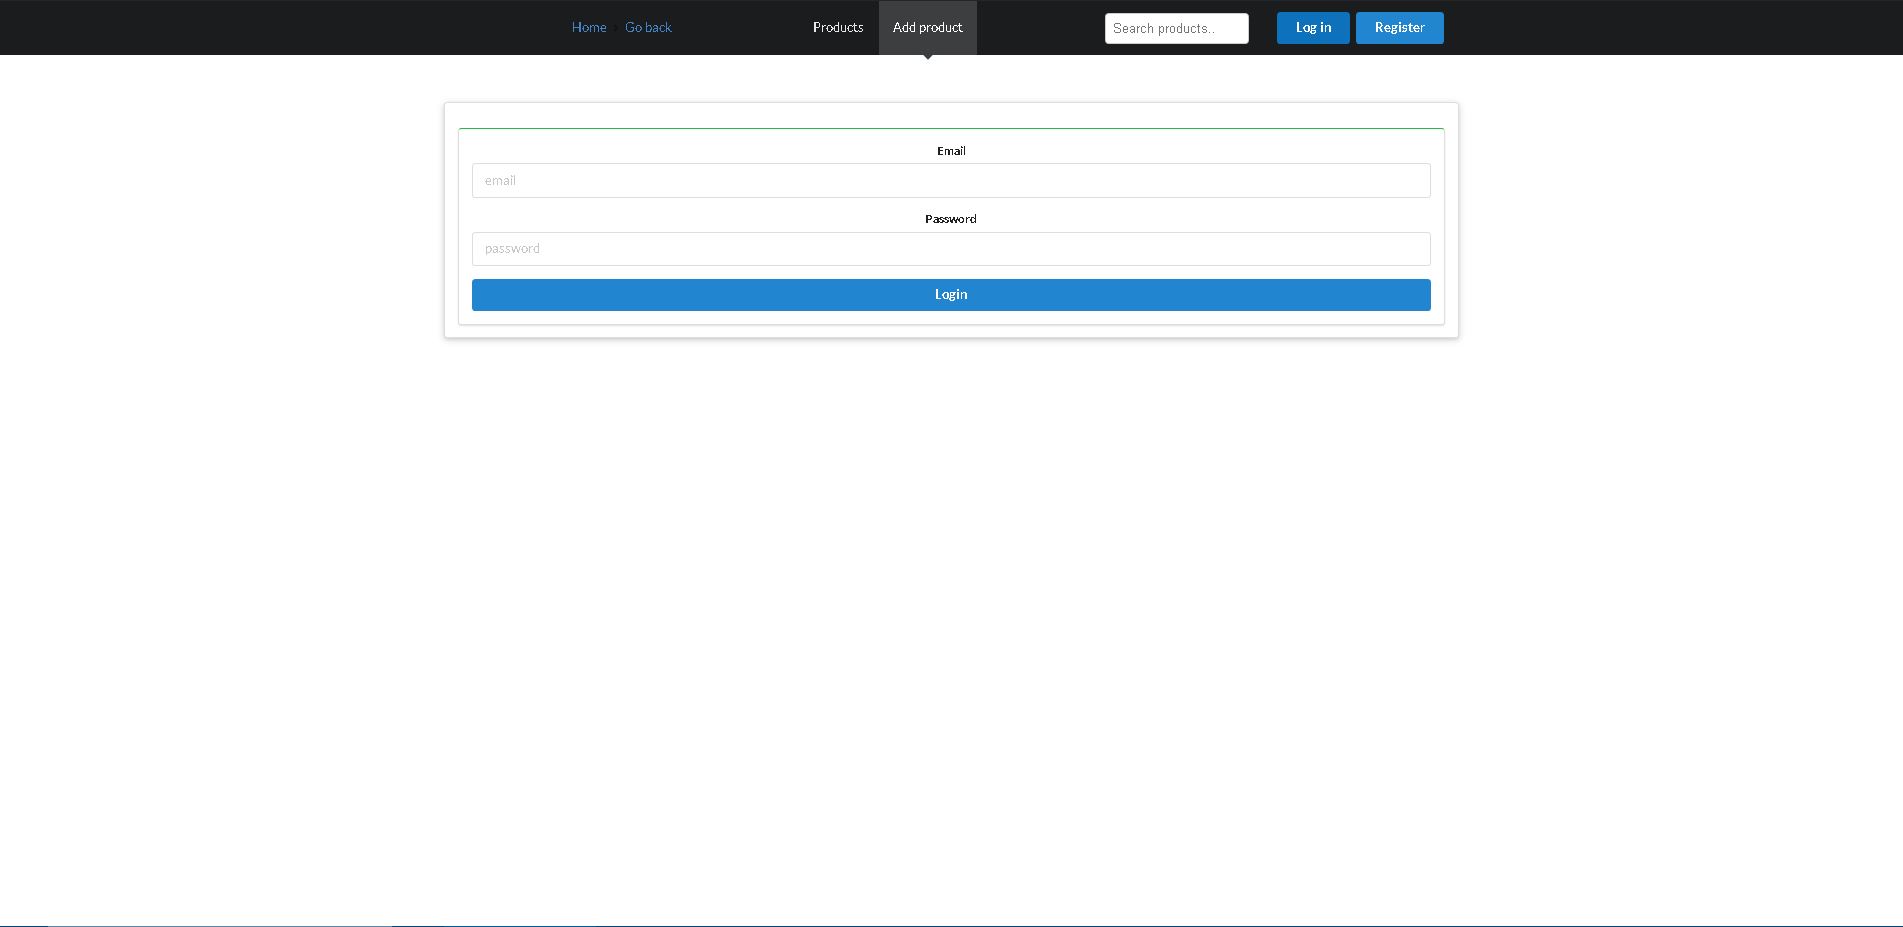 Home Go back Products Add product Search products.. Log in Register
Email
email
Password
password
Login